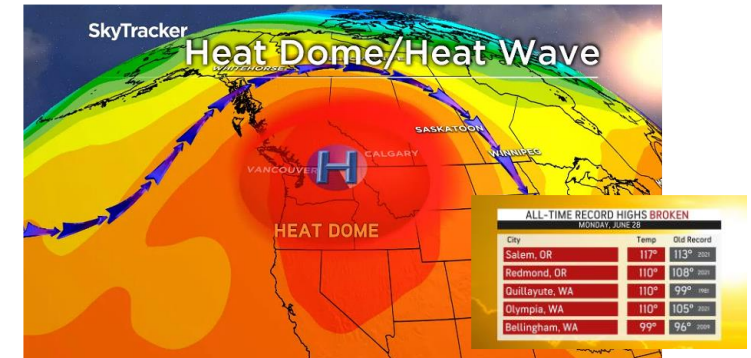 SkyTracker
Heat Dome/Heat Wave
WHITEHORSE
SASKATOON
WINNIPEG
CALGARY
VANCOUVER
H
HEAT DOME
ALL-TIME RECORD HIGHS BROKEN
MONDAY, JUNE 28
City Temp Old Record
Salem, OR 117° 113° 2021
Redmond, OR 110° 108° 2021
Quillayute, WA 110° 99° 1981
Olympia, WA 110° 105° 2021
Bellingham, WA 99° 96° 2009